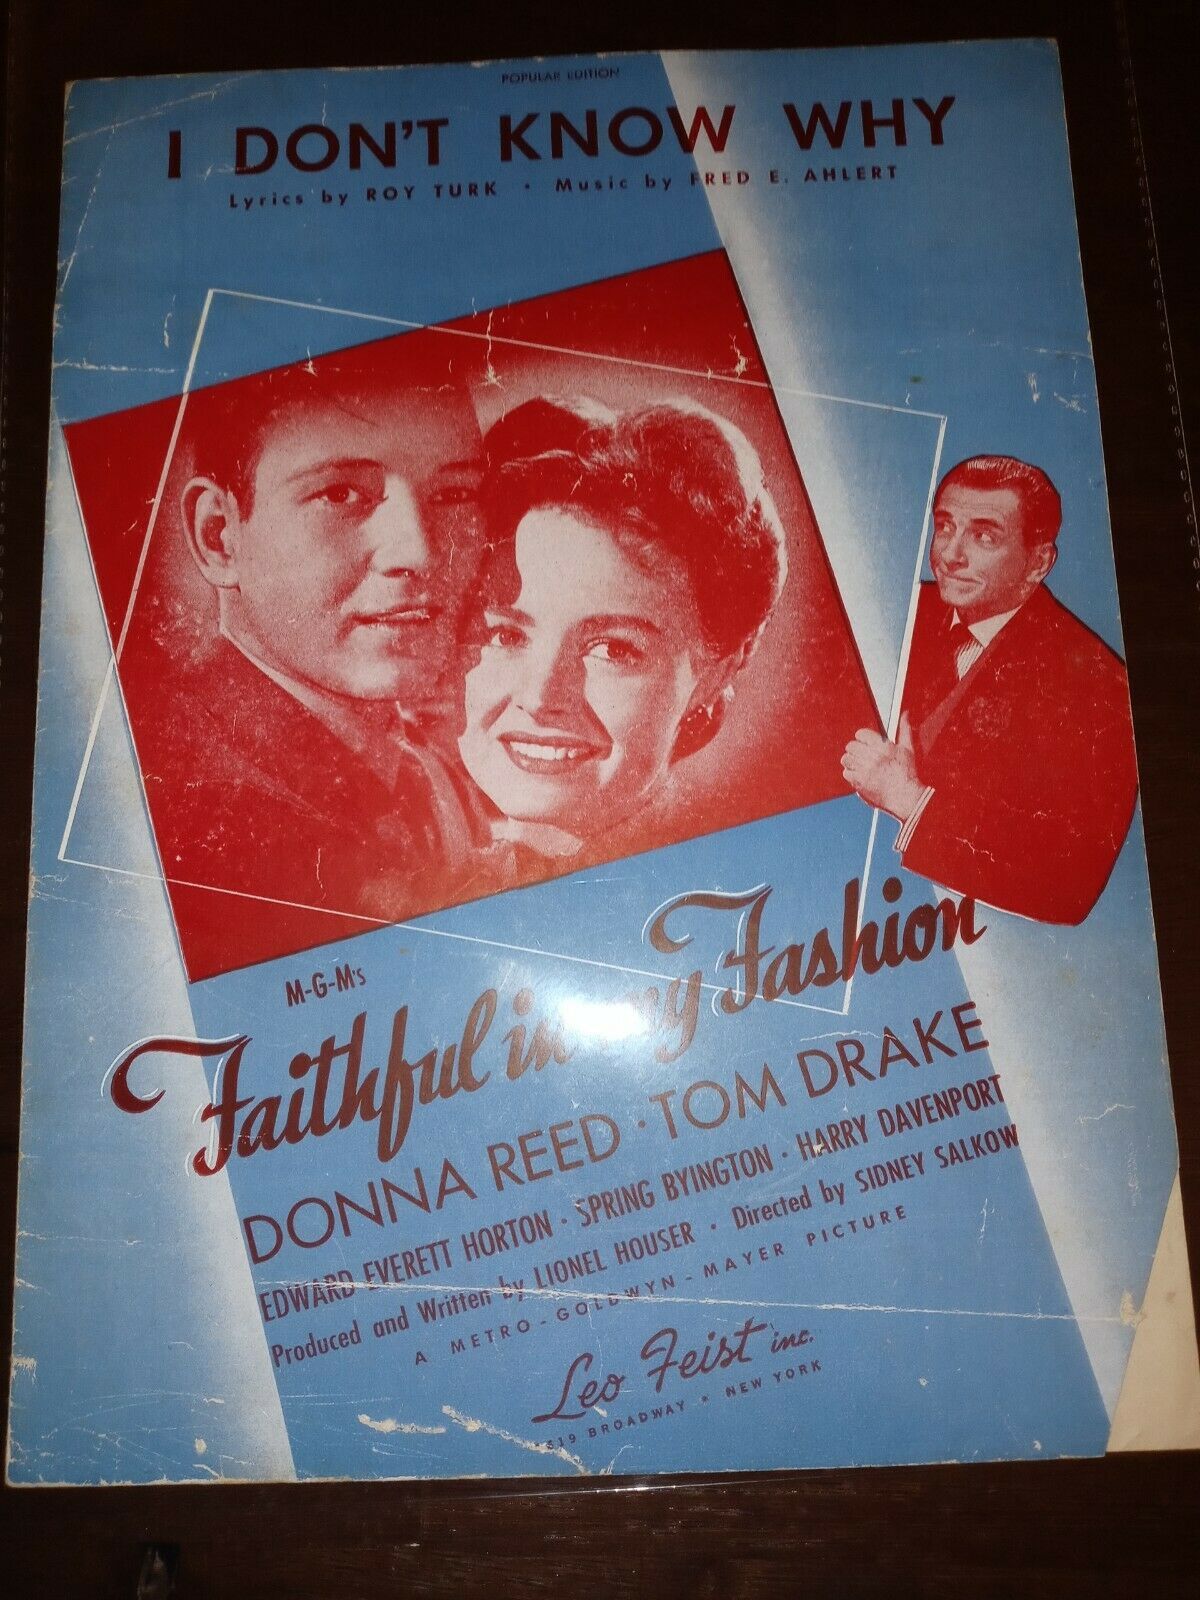 POPULAR EDITION
I DON'T KNOW WHY
Lyrics by ROY TURK • Music by FRED E. AHLERT
M-G-M's
Faithful in my Fashion
DONNA REED • TOM DRAKE
EDWARD EVERETT HORTON • SPRING BYINGTON • HARRY DAVENPORT
Produced and Written by LIONEL HOUSER • Directed by SIDNEY SALKOW
A METRO-GOLDWYN-MAYER PICTURE
Leo Feist inc.
BROADWAY • NEW YORK